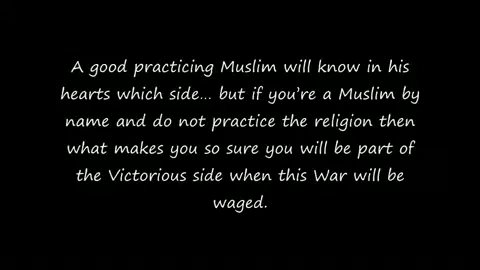 A good practicing Muslim will know in his
hearts which side... but if you're a Muslim by
name and do not practice the religion then
what makes you so sure you will be part of
the Victorious side when this War will be
waged.